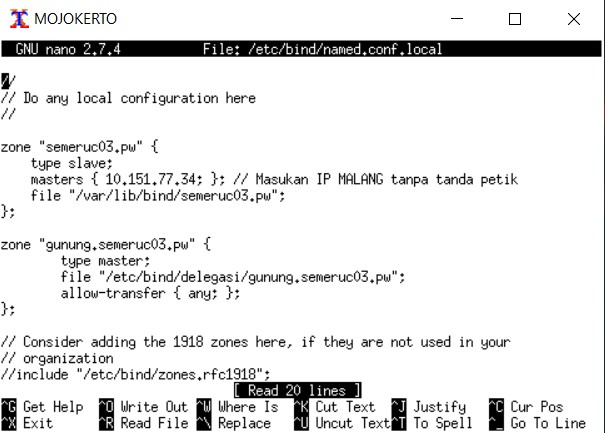 MOJOKERTO
GNU nano 2.7.4 File: /etc/bind/named.conf.local
//
// Do any local configuration here
//
zone "semeruc03.pw" {
type slave;
masters { 10.151.77.34; }; // Masukan IP MALANG tanpa tanda petik
file "/var/lib/bind/semeruc03.pw";
};
zone "gunung.semeruc03.pw" {
type master;
file "/etc/bind/delegasi/gunung.semeruc03.pw";
allow-transfer { any; };
};
// Consider adding the 1918 zones here, if they are not used in your
// organization
//include "/etc/bind/zones.rfc1918";
[ Read 20 lines ]
^G Get Help ^O Write Out ^W Where Is ^K Cut Text ^J Justify ^C Cur Pos
^X Exit ^R Read File ^\ Replace ^U Uncut Text ^T To Spell ^_ Go To Line